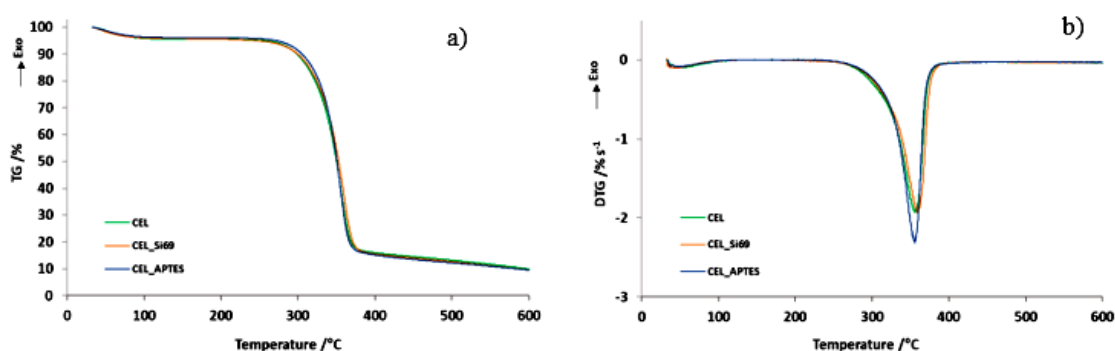 a)
TG /%
Exo
100
90
80
70
60
50
40
30
20
10
0
CEL
CEL_Si69
CEL_APTES
0
100
200
300
400
500
600
Temperature /°C
b)
DTG /% s⁻¹
Exo
0
-1
-2
-3
CEL
CEL_Si69
CEL_APTES
0
100
200
300
400
500
600
Temperature /°C